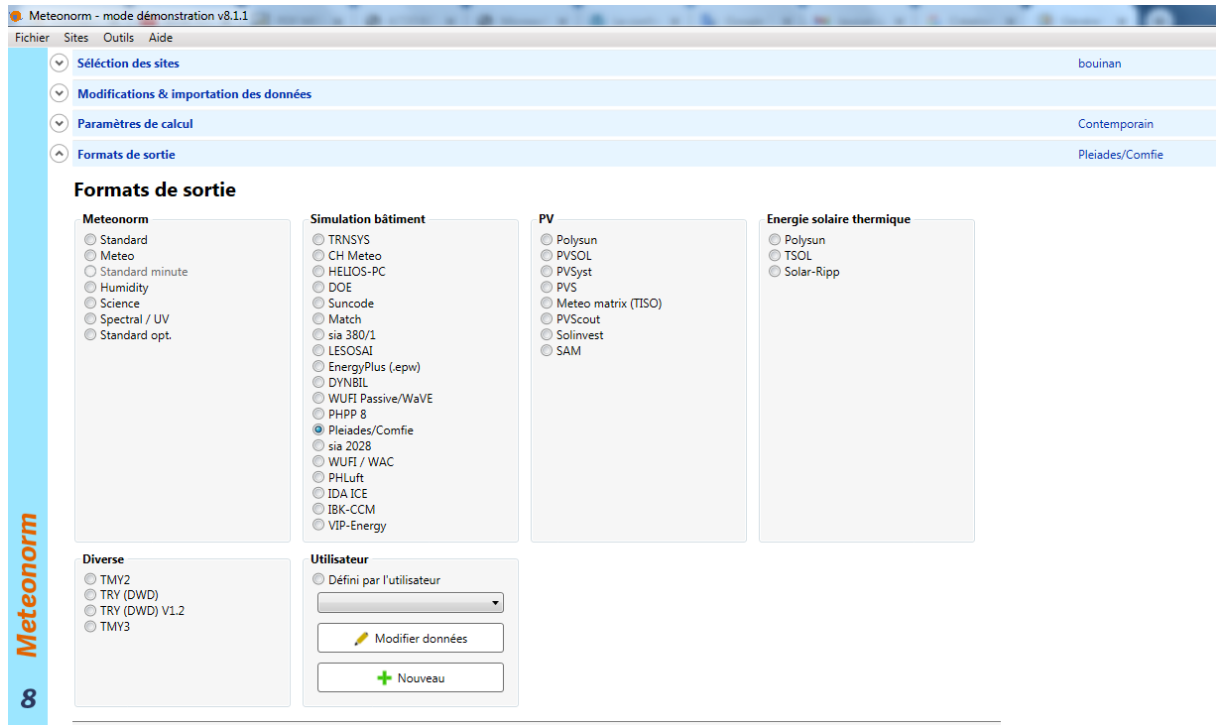 Meteonorm - mode démonstration v8.1.1
Fichier Sites Outils Aide
Séléction des sites bouinan
Modifications & importation des données
Paramètres de calcul Contemporain
Formats de sortie Pleiades/Comfie
Formats de sortie
Meteonorm
Standard
Meteo
Standard minute
Humidity
Science
Spectral / UV
Standard opt.
Simulation bâtiment
TRNSYS
CH Meteo
HELIOS-PC
DOE
Suncode
Match
sia 380/1
LESOSAI
EnergyPlus (.epw)
DYNBIL
WUFI Passive/WaVE
PHPP 8
Pleiades/Comfie
sia 2028
WUFI / WAC
PHLuft
IDA ICE
IBK-CCM
VIP-Energy
PV
Polysun
PVSOL
PVSyst
PVS
Meteo matrix (TISO)
PVScout
Solinvest
SAM
Energie solaire thermique
Polysun
TSOL
Solar-Ripp
Diverse
TMY2
TRY (DWD)
TRY (DWD) V1.2
TMY3
Utilisateur
Défini par l'utilisateur
Modifier données
Nouveau
Meteonorm
8